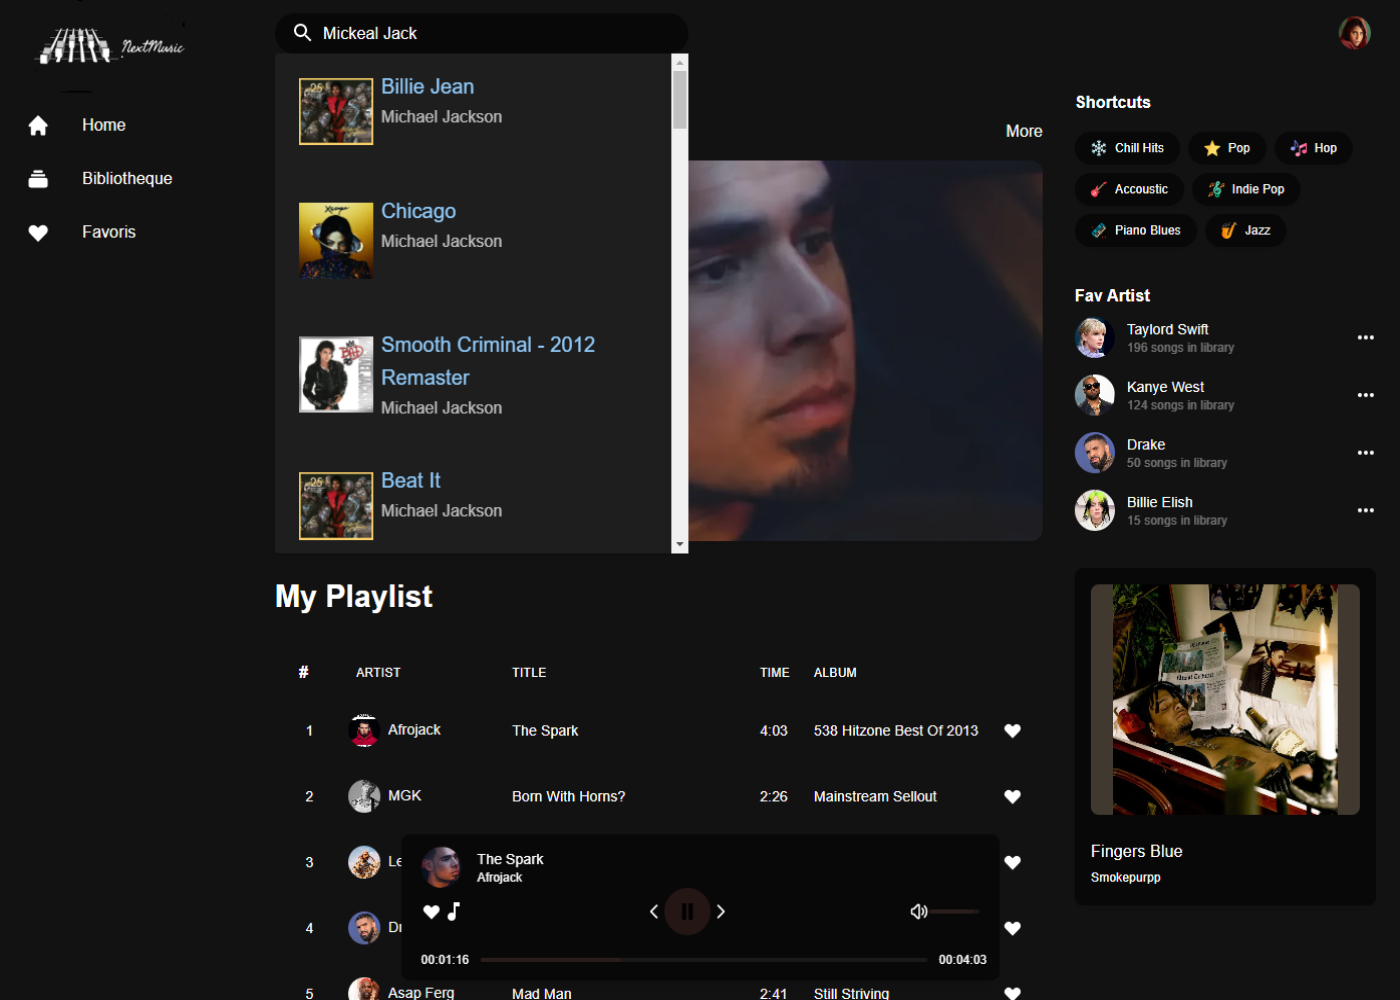 NextMusic
Home
Bibliotheque
Favoris
Mickeal Jack
Billie Jean
Michael Jackson
Chicago
Michael Jackson
Smooth Criminal - 2012
Remaster
Michael Jackson
Beat It
Michael Jackson
More
Shortcuts
Chill Hits
Pop
Hop
Accoustic
Indie Pop
Piano Blues
Jazz
Fav Artist
Taylord Swift
196 songs in library
Kanye West
124 songs in library
Drake
50 songs in library
Billie Elish
15 songs in library
My Playlist
# ARTIST TITLE TIME ALBUM
1 Afrojack The Spark 4:03 538 Hitzone Best Of 2013
2 MGK Born With Horns? 2:26 Mainstream Sellout
3 Le
4 Dr
5 Asap Ferg Mad Man 2:41 Still Striving
The Spark
Afrojack
00:01:16
00:04:03
Fingers Blue
Smokepurpp